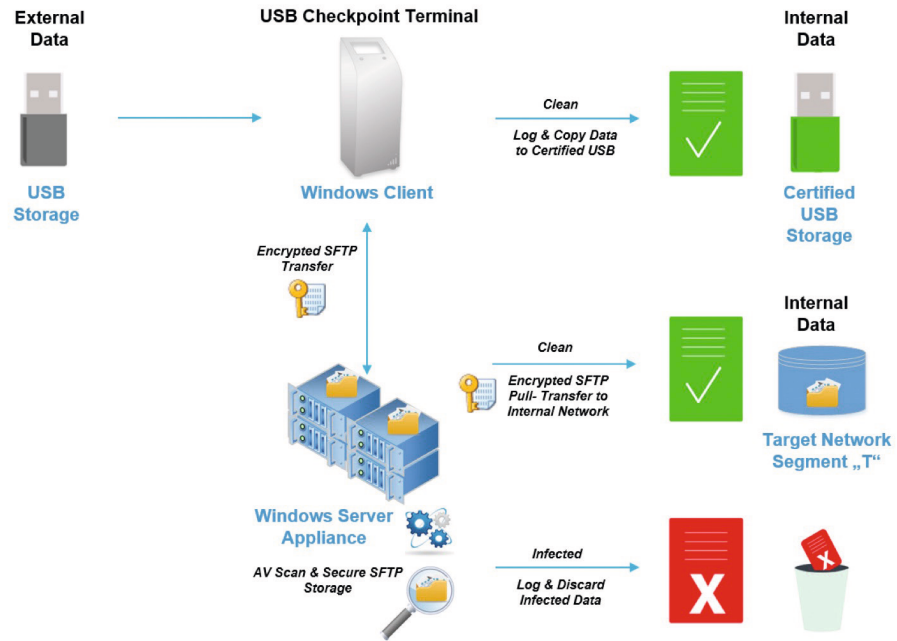 External
Data
USB Checkpoint Terminal
Internal
Data
Clean
Log & Copy Data
to Certified USB
USB
Storage
Windows Client
Certified
USB
Storage
Encrypted SFTP
Transfer
Internal
Data
Clean
Encrypted SFTP
Pull- Transfer to
Internal Network
Target Network
Segment „T“
Windows Server
Appliance
AV Scan & Secure SFTP
Storage
Infected
Log & Discard
Infected Data
X
X